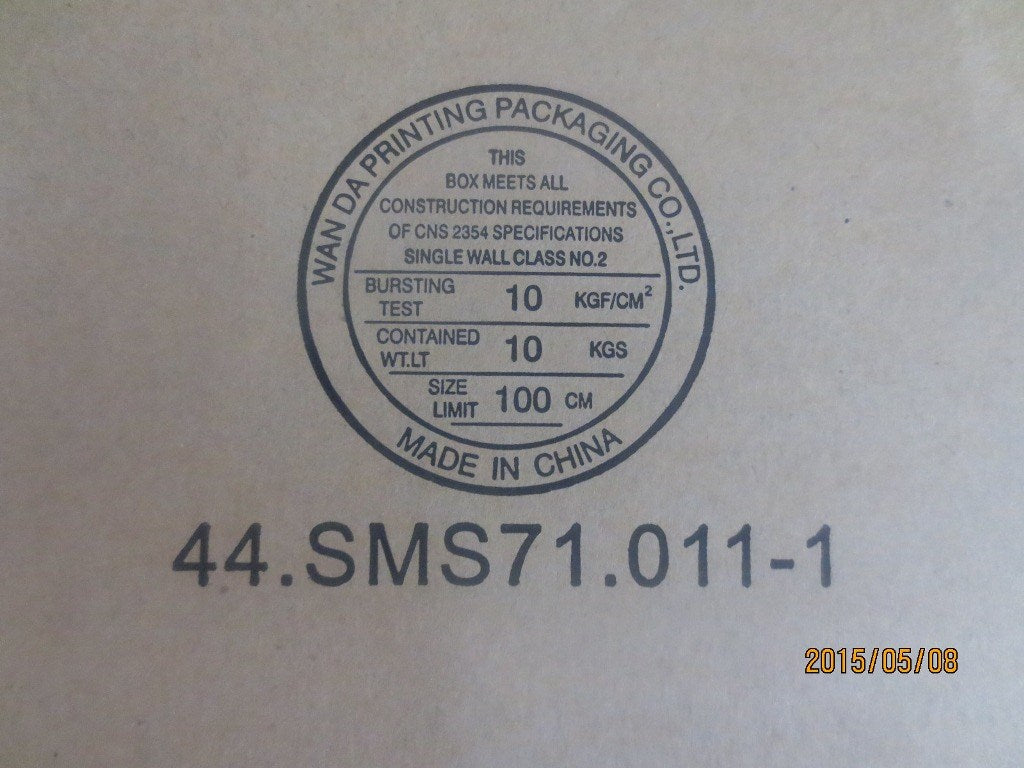 WAN DA PRINTING PACKAGING CO.,LTD.
THIS
BOX MEETS ALL
CONSTRUCTION REQUIREMENTS
OF CNS 2354 SPECIFICATIONS
SINGLE WALL CLASS NO.2
BURSTING TEST 10 KGF/CM²
CONTAINED WT.LT 10 KGS
SIZE LIMIT 100 CM
MADE IN CHINA
44.SMS71.011-1
2015/05/08